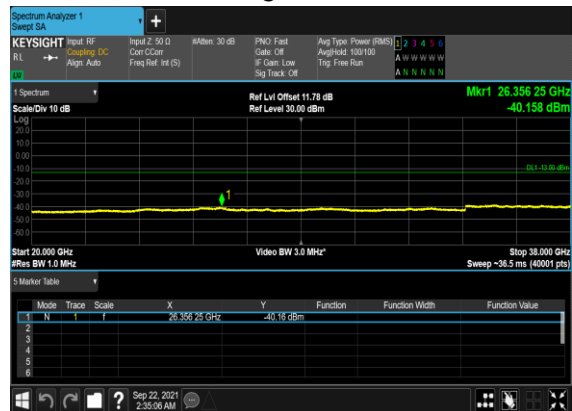 Spectrum Analyzer 1
Swept SA
+
KEYSIGHT Input: RF Input Z: 50 Ω #Atten: 30 dB PNO: Fast Avg Type: Power (RMS) 1 2 3 4 5 6
RL Coupling: DC Corr CCorr Gate: Off Avg|Hold: 100/100 A W W W W W
Align: Auto Freq Ref: Int (S) IF Gain: Low Trig: Free Run
Sig Track: Off A N N N N N
1 Spectrum Ref Lvl Offset 11.78 dB Mkr1 26.356 25 GHz
Scale/Div 10 dB Ref Level 30.00 dBm -40.158 dBm
Log
20.0
10.0
0.00
-10.0 DL1 -13.00 dBm
-20.0
-30.0 1
-40.0
-50.0
-60.0
Start 20.000 GHz Video BW 3.0 MHz* Stop 38.000 GHz
#Res BW 1.0 MHz Sweep ~36.5 ms (40001 pts)
5 Marker Table
Mode Trace Scale X Y Function Function Width Function Value
1 N 1 f 26.356 25 GHz -40.16 dBm
2
3
4
5
6
? Sep 22, 2021
2:35:06 AM